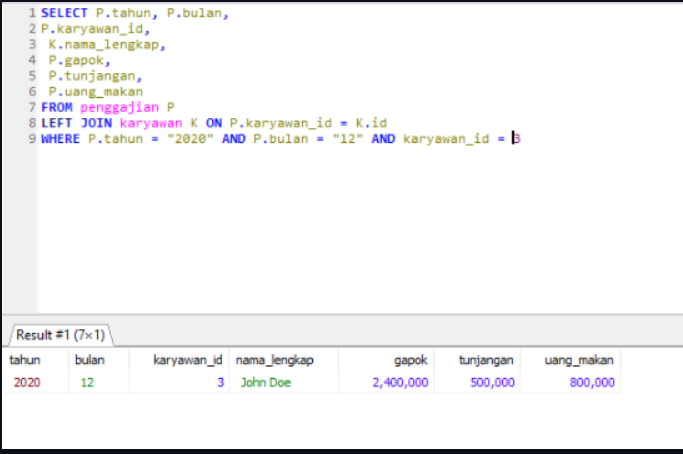 1 SELECT P.tahun, P.bulan,
2 P.karyawan_id,
3 K.nama_lengkap,
4 P.gapok,
5 P.tunjangan,
6 P.uang_makan
7 FROM penggajian P
8 LEFT JOIN karyawan K ON P.karyawan_id = K.id
9 WHERE P.tahun = "2020" AND P.bulan = "12" AND karyawan_id = 3
Result #1 (7×1)
tahun bulan karyawan_id nama_lengkap gapok tunjangan uang_makan
2020 12 3 John Doe 2,400,000 500,000 800,000